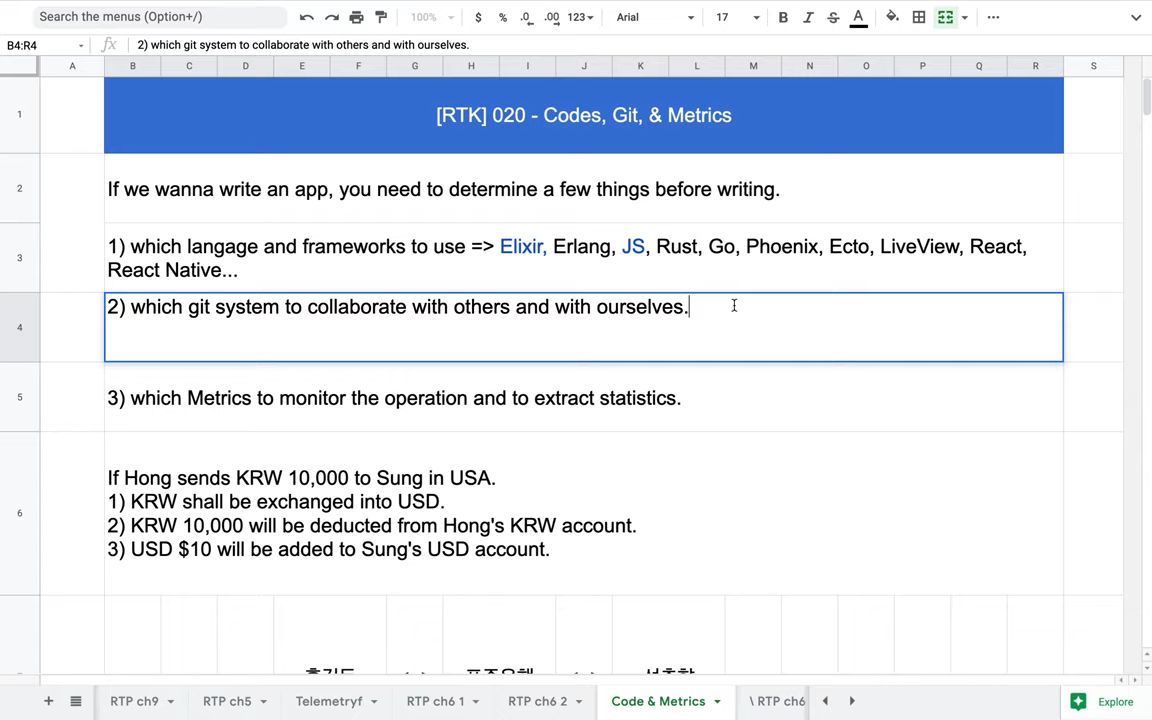 Search the menus (Option+/)
100%
$ % .0 .00 123
Arial
17
B I S A
B4:R4
fx
2) which git system to collaborate with others and with ourselves.
A B C D E F G H I J K L M N O P Q R S
1
[RTK] 020 - Codes, Git, & Metrics
2
If we wanna write an app, you need to determine a few things before writing.
3
1) which langage and frameworks to use => Elixir, Erlang, JS, Rust, Go, Phoenix, Ecto, LiveView, React,
React Native...
4
2) which git system to collaborate with others and with ourselves.
5
3) which Metrics to monitor the operation and to extract statistics.
6
If Hong sends KRW 10,000 to Sung in USA.
1) KRW shall be exchanged into USD.
2) KRW 10,000 will be deducted from Hong's KRW account.
3) USD $10 will be added to Sung's USD account.
RTP ch9
RTP ch5
Telemetryf
RTP ch6 1
RTP ch6 2
Code & Metrics
\ RTP ch6
Explore